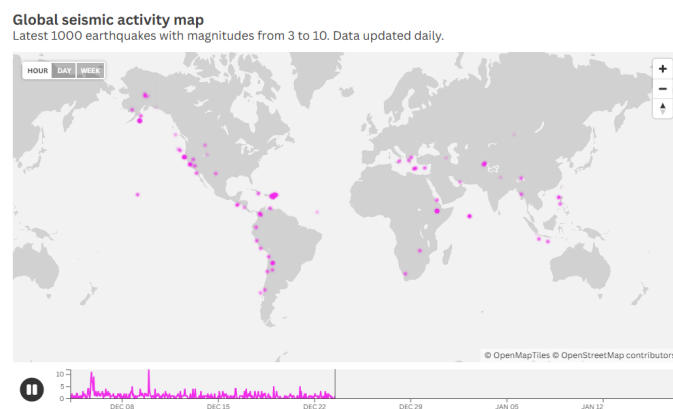 Global seismic activity map
Latest 1000 earthquakes with magnitudes from 3 to 10. Data updated daily.
HOUR DAY WEEK
+
−
© OpenMapTiles © OpenStreetMap contributors
10
5
0
DEC 08 DEC 15 DEC 22 DEC 29 JAN 05 JAN 12